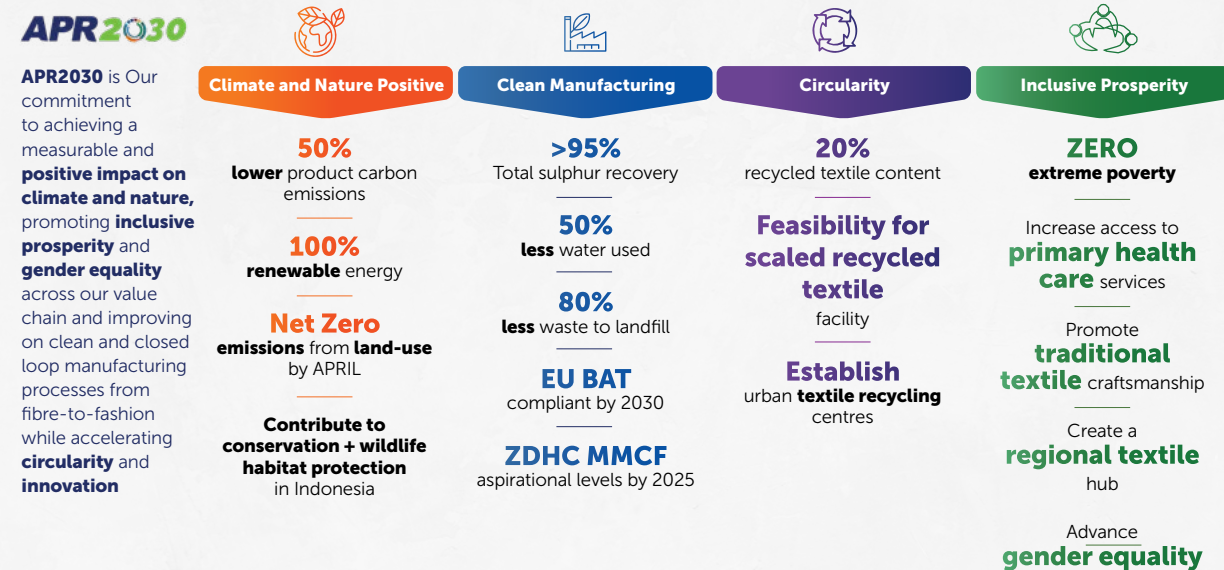 APR2030
APR2030 is Our
commitment
to achieving a
measurable and
positive impact on
climate and nature,
promoting inclusive
prosperity and
gender equality
across our value
chain and improving
on clean and closed
loop manufacturing
processes from
fibre-to-fashion
while accelerating
circularity and
innovation
Climate and Nature Positive
50%
lower product carbon
emissions
100%
renewable energy
Net Zero
emissions from land-use
by APRIL
Contribute to
conservation + wildlife
habitat protection
in Indonesia
Clean Manufacturing
>95%
Total sulphur recovery
50%
less water used
80%
less waste to landfill
EU BAT
compliant by 2030
ZDHC MMCF
aspirational levels by 2025
Circularity
20%
recycled textile content
Feasibility for
scaled recycled
textile
facility
Establish
urban textile recycling
centres
Inclusive Prosperity
ZERO
extreme poverty
Increase access to
primary health
care services
Promote
traditional
textile craftsmanship
Create a
regional textile
hub
Advance
gender equality